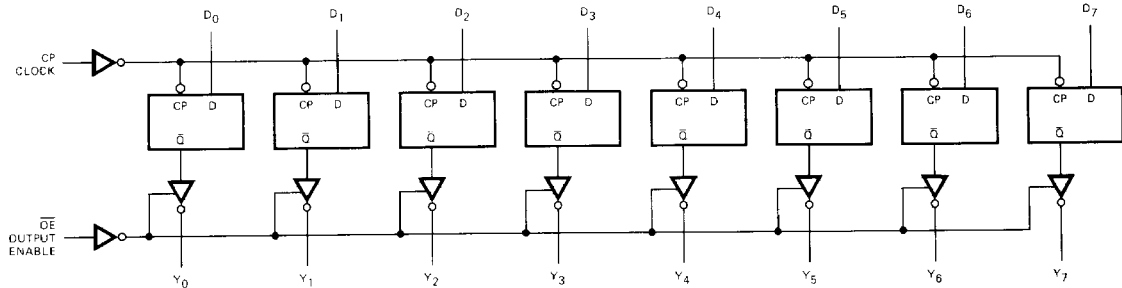 D₀ D₁ D₂ D₃ D₄ D₅ D₆ D₇
CP
CLOCK
CP D CP D CP D CP D CP D CP D CP D CP D
Q̅ Q̅ Q̅ Q̅ Q̅ Q̅ Q̅ Q̅
O̅E̅
OUTPUT
ENABLE
Y₀ Y₁ Y₂ Y₃ Y₄ Y₅ Y₆ Y₇